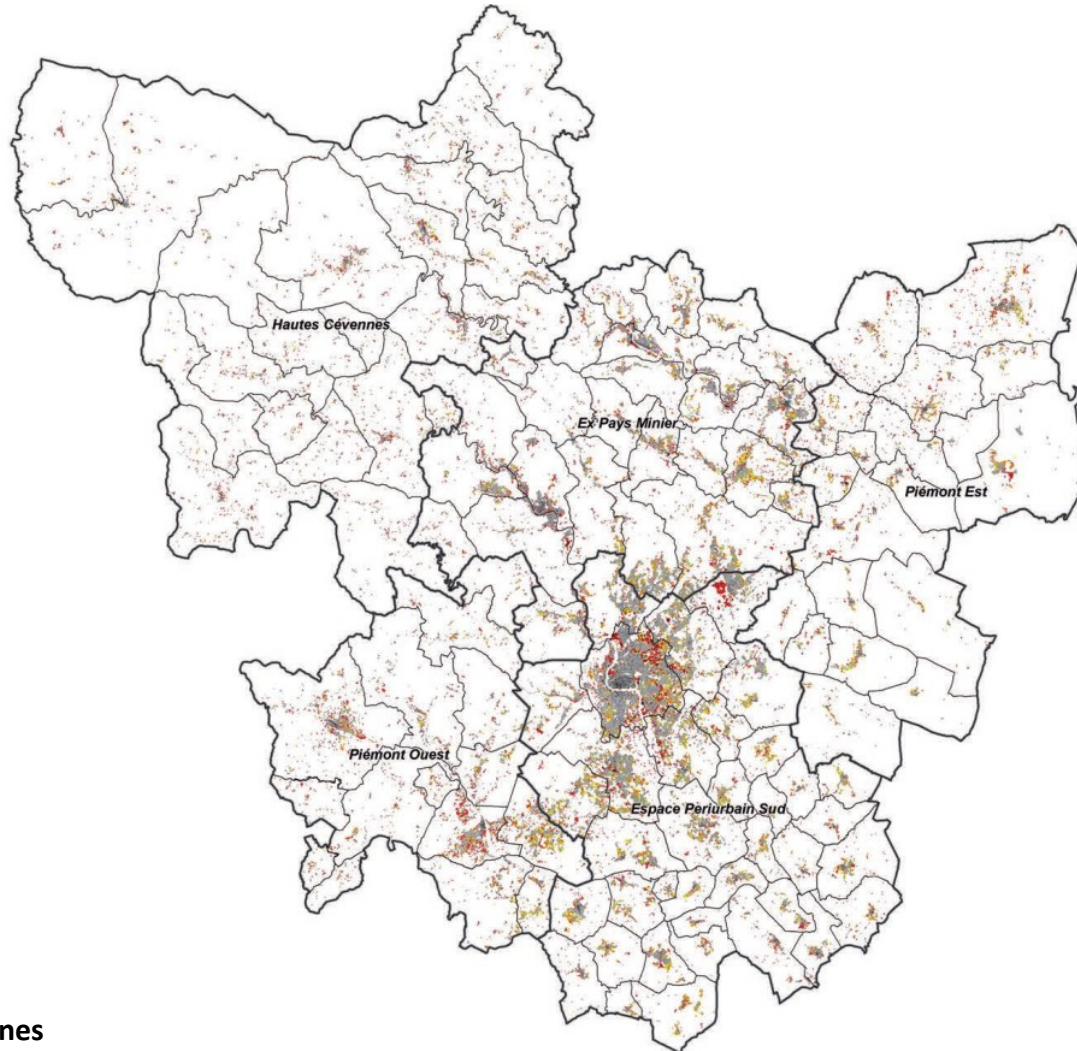 Hautes Cévennes
Ex Pays Minier
Piémont Est
Piémont Ouest
Espace Périurbain Sud
nes